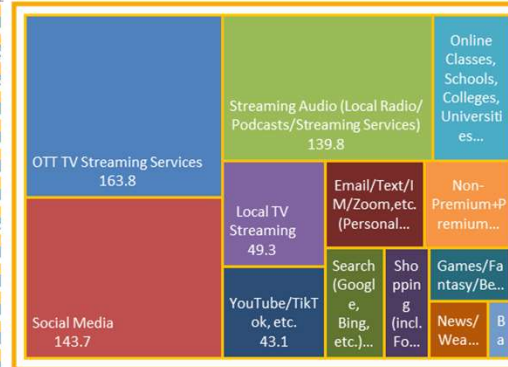 OTT TV Streaming Services
163.8
Social Media
143.7
Streaming Audio (Local Radio/
Podcasts/Streaming Services)
139.8
Local TV
Streaming
49.3
YouTube/TikT
ok, etc.
43.1
Online
Classes,
Schools,
Colleges,
Universiti
es...
Email/Text/I
M/Zoom,etc.
(Personal...
Non-
Premium+P
remium...
Search
(Googl
e,
Bing,
etc.)...
Sho
ppin
g
(incl.
Fo...
Games/Fa
ntasy/Be...
News/
Wea...
B
a